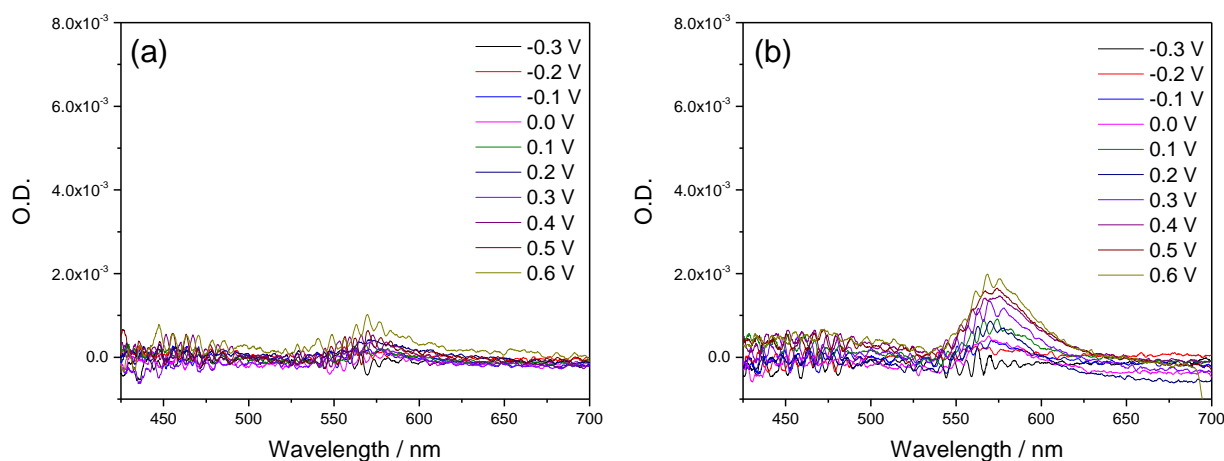 (a)
8.0x10⁻³
6.0x10⁻³
4.0x10⁻³
2.0x10⁻³
0.0
O.D.
450 500 550 600 650 700
Wavelength / nm
-0.3 V
-0.2 V
-0.1 V
0.0 V
0.1 V
0.2 V
0.3 V
0.4 V
0.5 V
0.6 V
(b)
8.0x10⁻³
6.0x10⁻³
4.0x10⁻³
2.0x10⁻³
0.0
O.D.
450 500 550 600 650 700
Wavelength / nm
-0.3 V
-0.2 V
-0.1 V
0.0 V
0.1 V
0.2 V
0.3 V
0.4 V
0.5 V
0.6 V